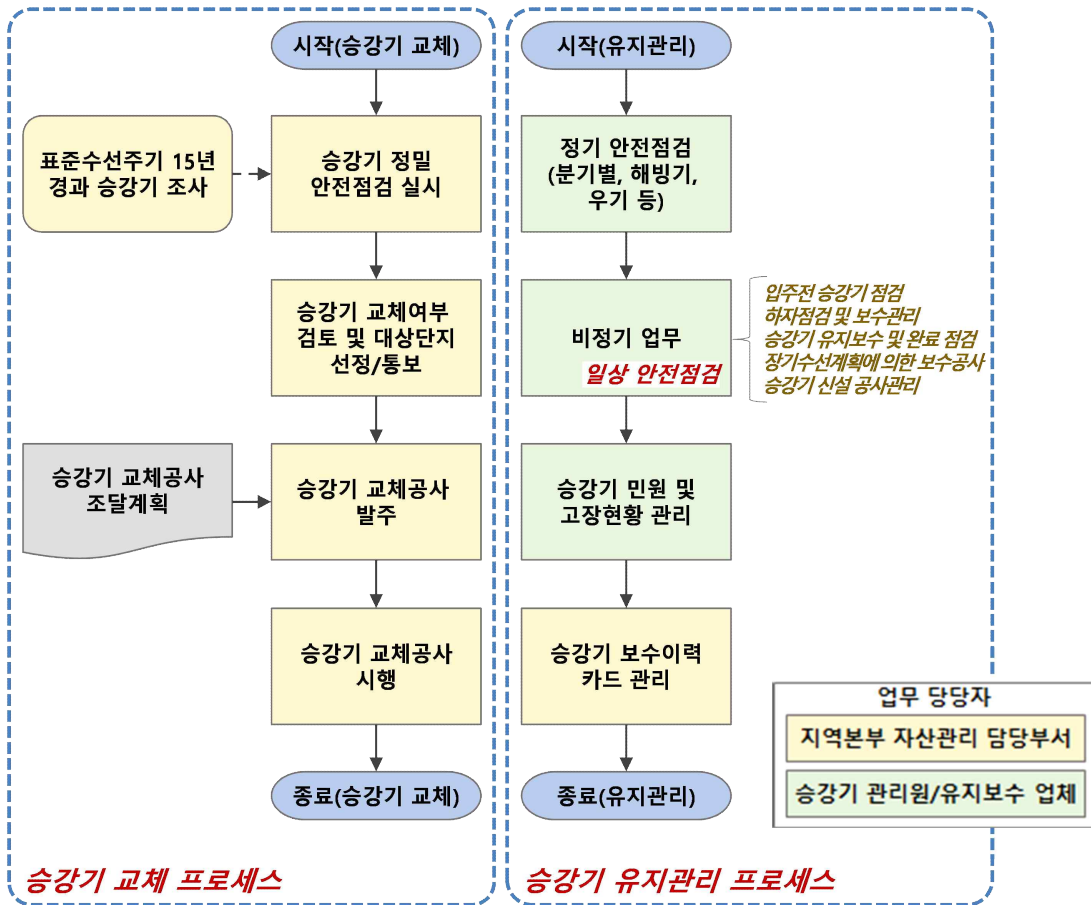 시작(승강기 교체)
표준수선주기 15년
경과 승강기 조사
승강기 정밀
안전점검 실시
승강기 교체여부
검토 및 대상단지
선정/통보
승강기 교체공사
조달계획
승강기 교체공사
발주
승강기 교체공사
시행
종료(승강기 교체)
승강기 교체 프로세스
시작(유지관리)
정기 안전점검
(분기별, 해빙기,
우기 등)
비정기 업무
일상 안전점검
입주전 승강기 점검
하자점검 및 보수관리
승강기 유지보수 및 완료 점검
장기수선계획에 의한 보수공사
승강기 신설 공사관리
승강기 민원 및
고장현황 관리
승강기 보수이력
카드 관리
종료(유지관리)
승강기 유지관리 프로세스
업무 담당자
지역본부 자산관리 담당부서
승강기 관리원/유지보수 업체